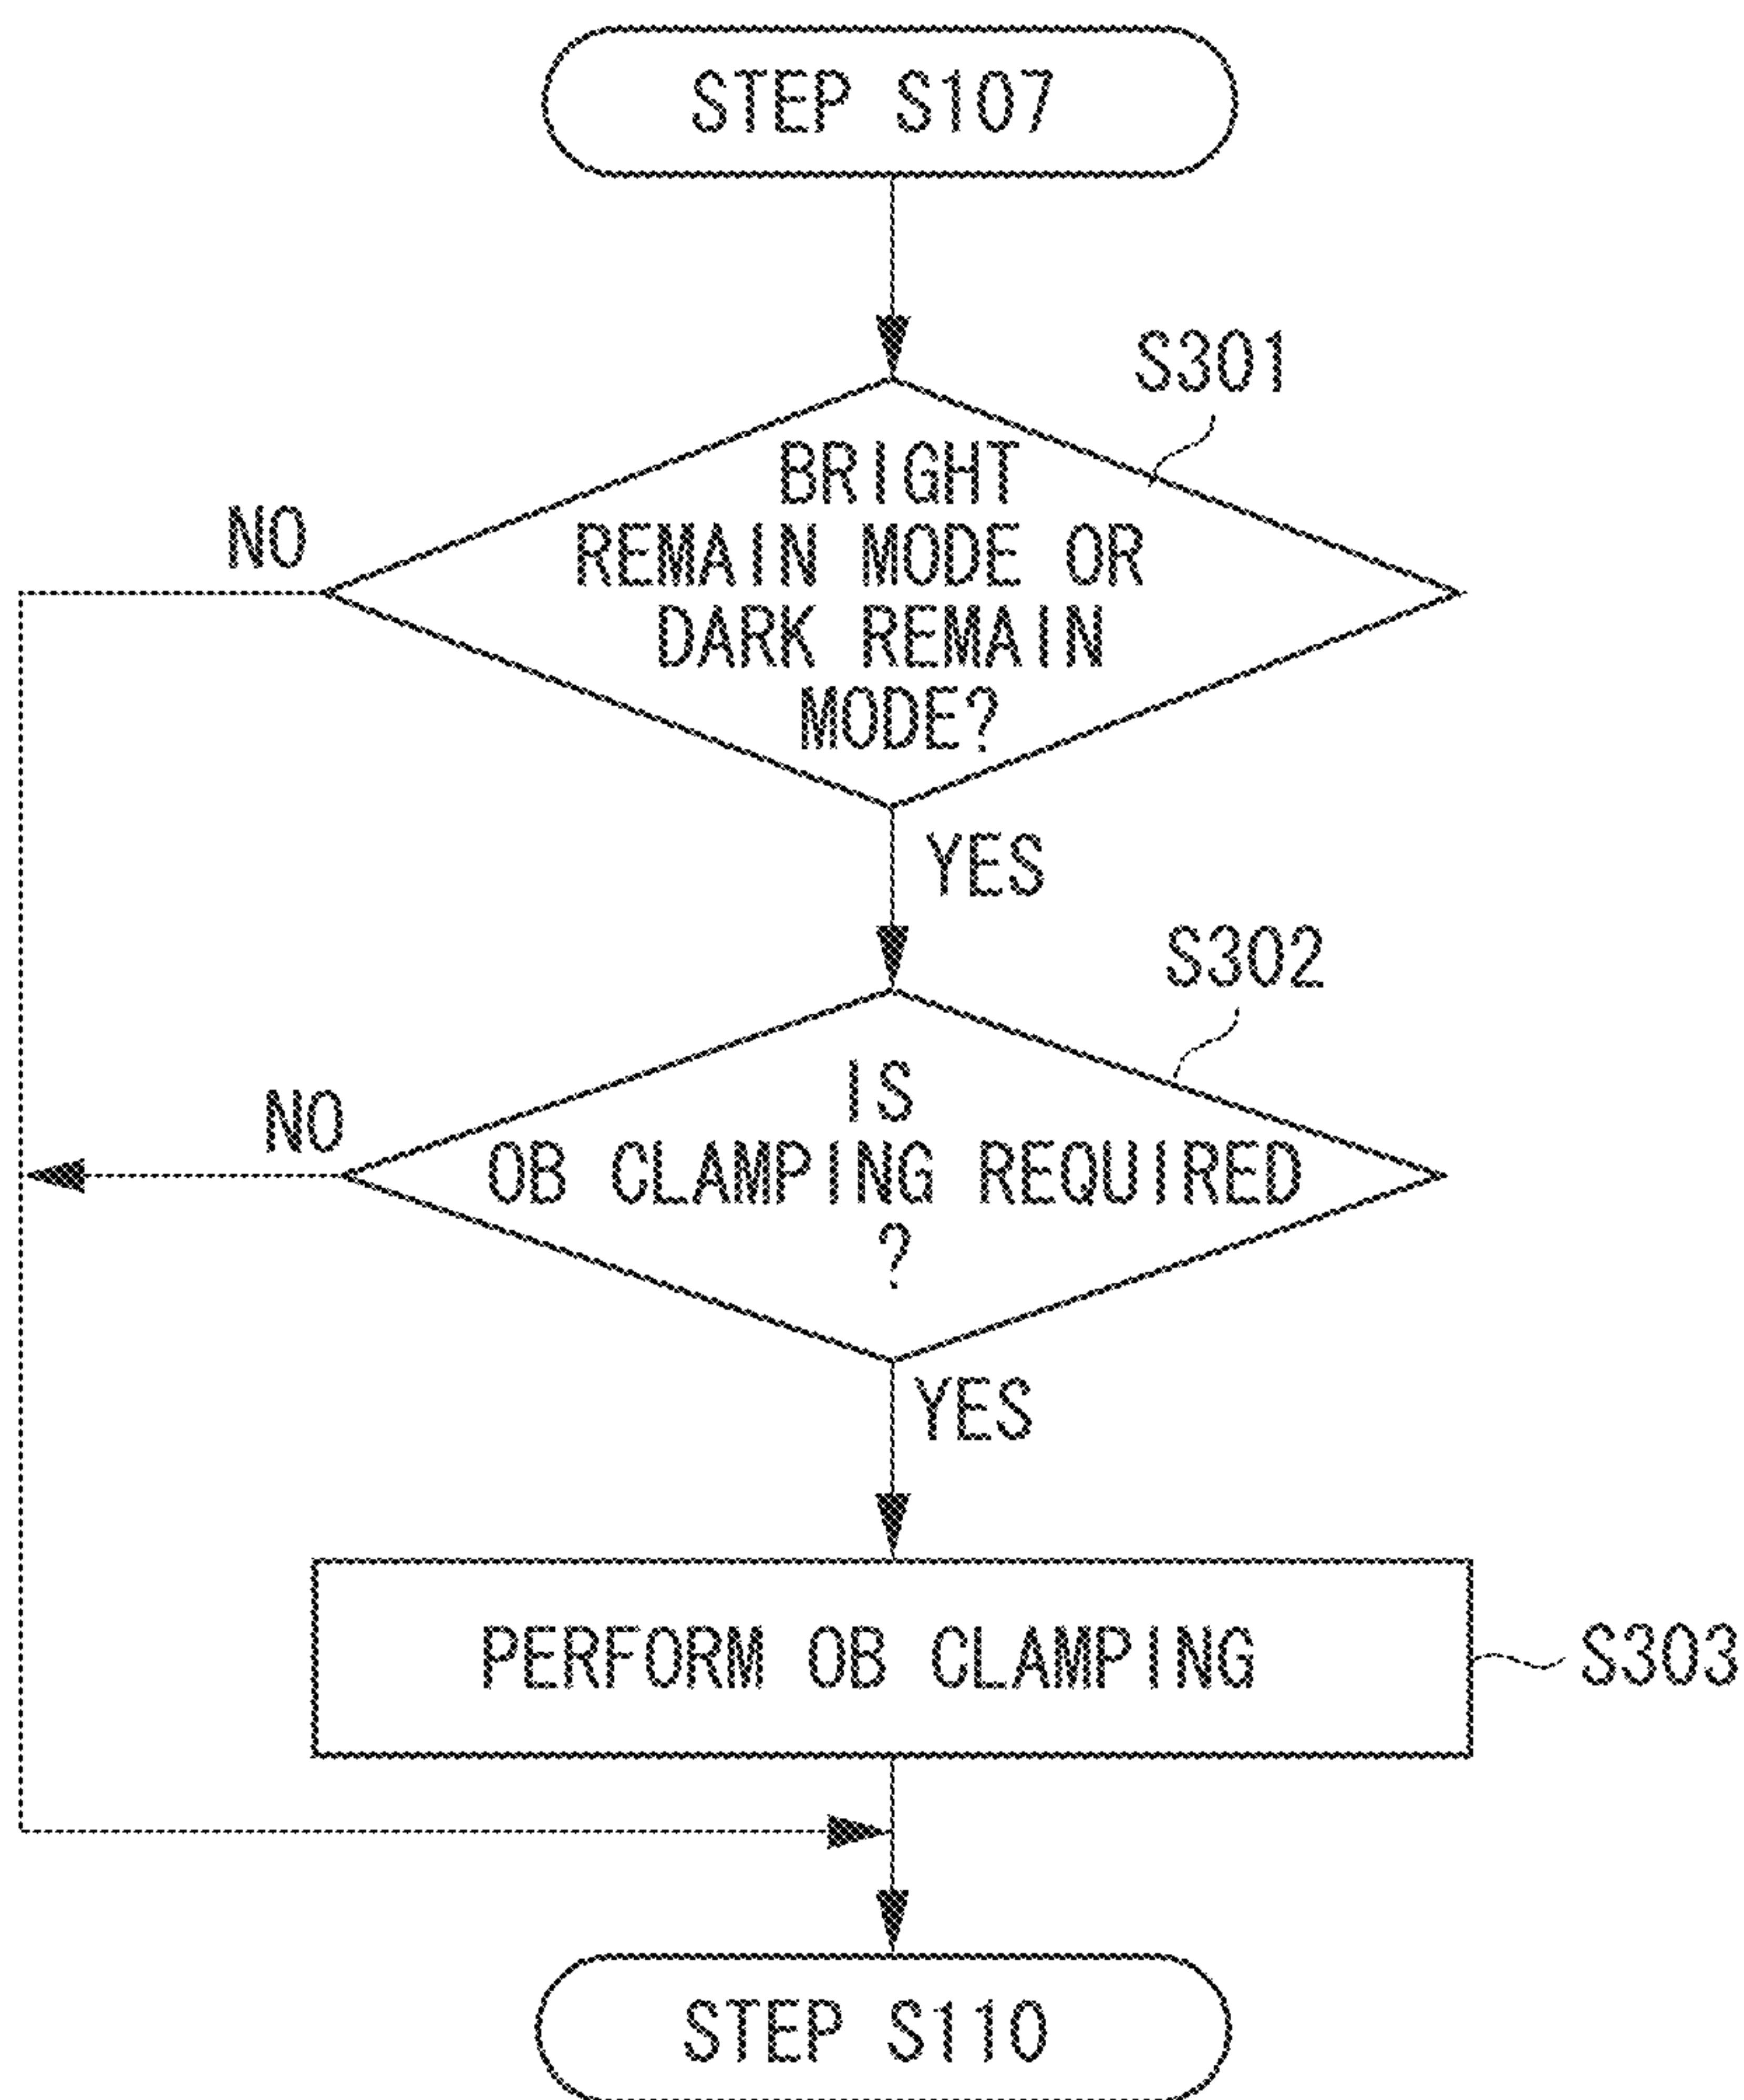 STEP S107
S301
BRIGHT
REMAIN MODE OR
DARK REMAIN
MODE?
NO
YES
S302
IS
OB CLAMPING REQUIRED
?
NO
YES
PERFORM OB CLAMPING
S303
STEP S110